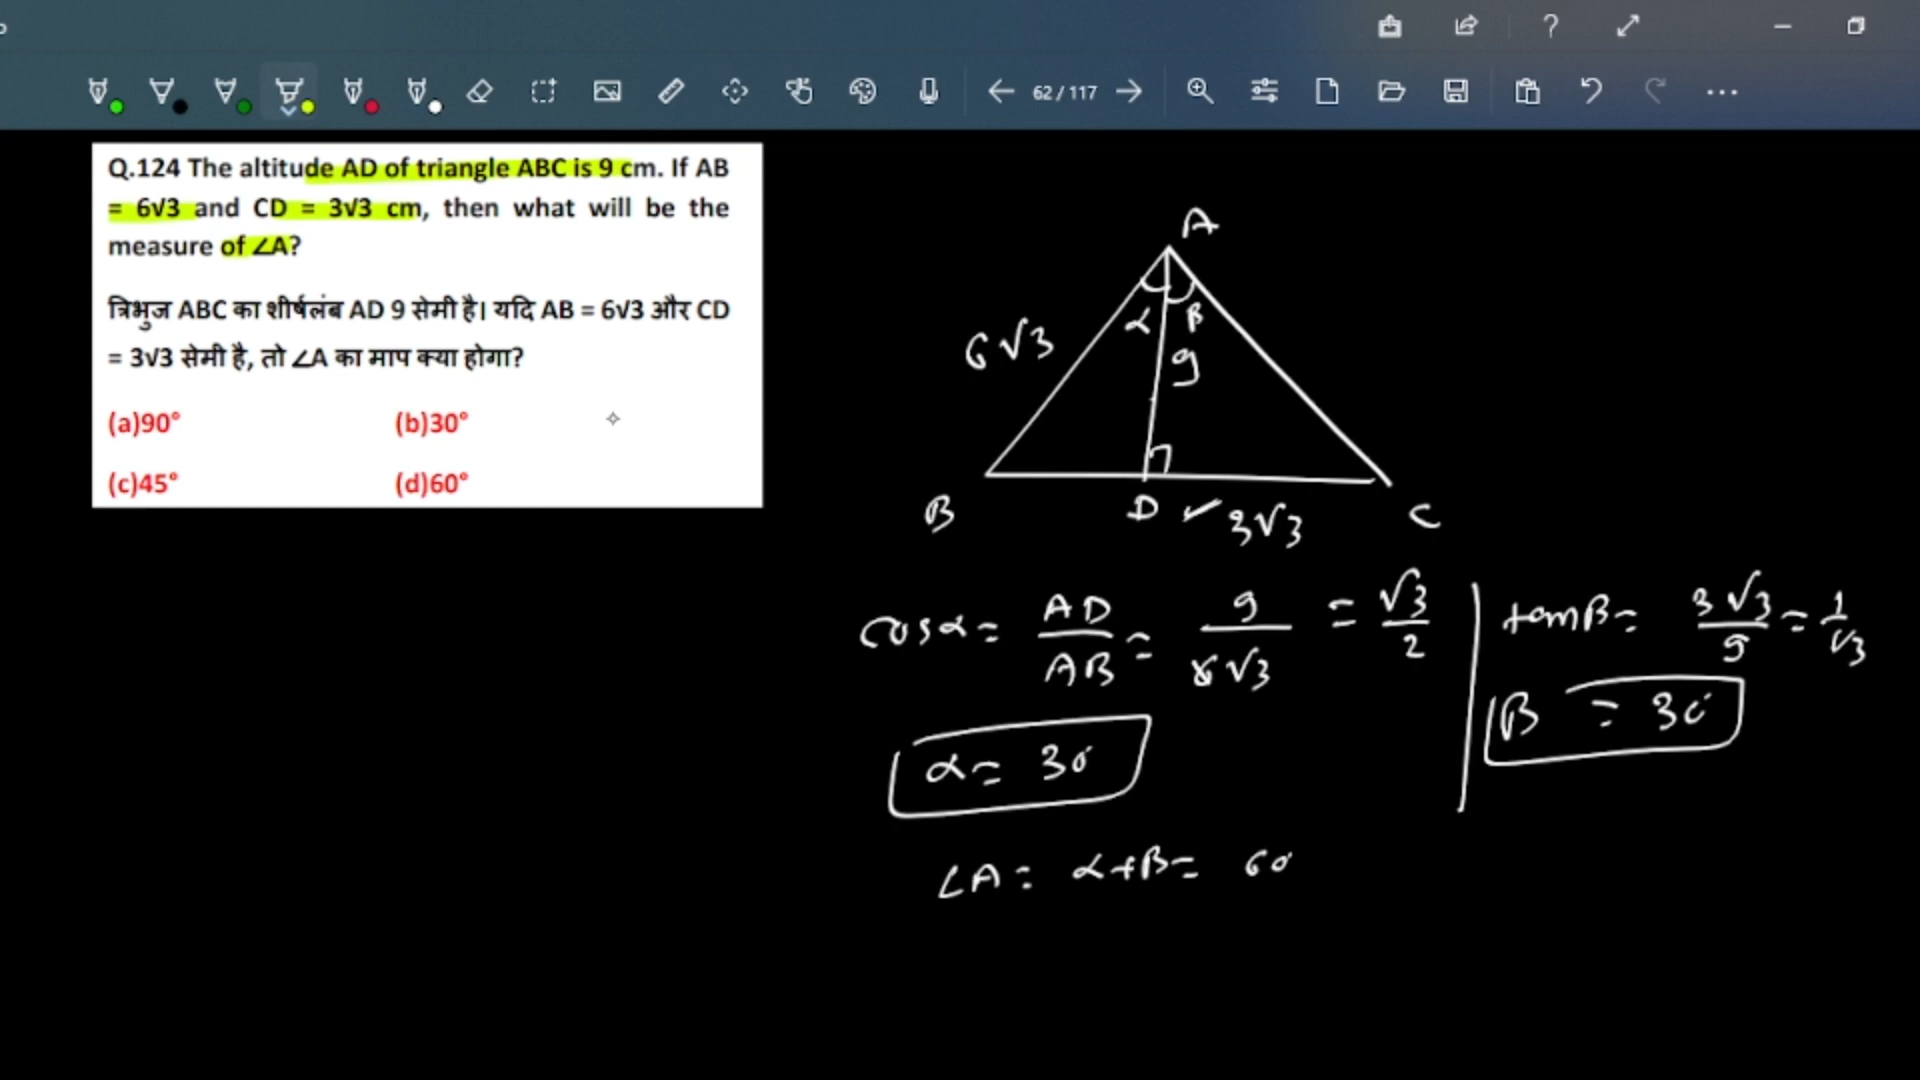 62 / 117
Q.124 The altitude AD of triangle ABC is 9 cm. If AB
= 6√3 and CD = 3√3 cm, then what will be the
measure of ∠A?
त्रिभुज ABC का शीर्षलंब AD 9 सेमी है। यदि AB = 6√3 और CD
= 3√3 सेमी है, तो ∠A का माप क्या होगा?
(a)90° (b)30°
(c)45° (d)60°
A
α β
6√3
9
B D 3√3 C
cosα = AD/AB = 9/6√3 = √3/2
tanβ = 3√3/9 = 1/√3
β = 30°
α = 30°
∠A = α+β = 60°